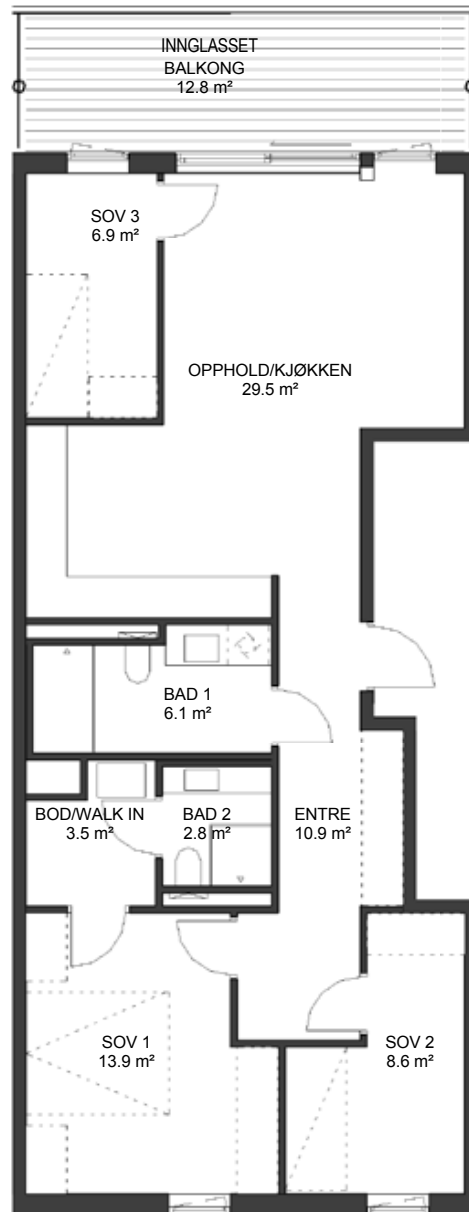 INNGLASSET
BALKONG
12.8 m²
SOV 3
6.9 m²
OPPHOLD/KJØKKEN
29.5 m²
BAD 1
6.1 m²
BOD/WALK IN
3.5 m²
BAD 2
2.8 m²
ENTRE
10.9 m²
SOV 1
13.9 m²
SOV 2
8.6 m²